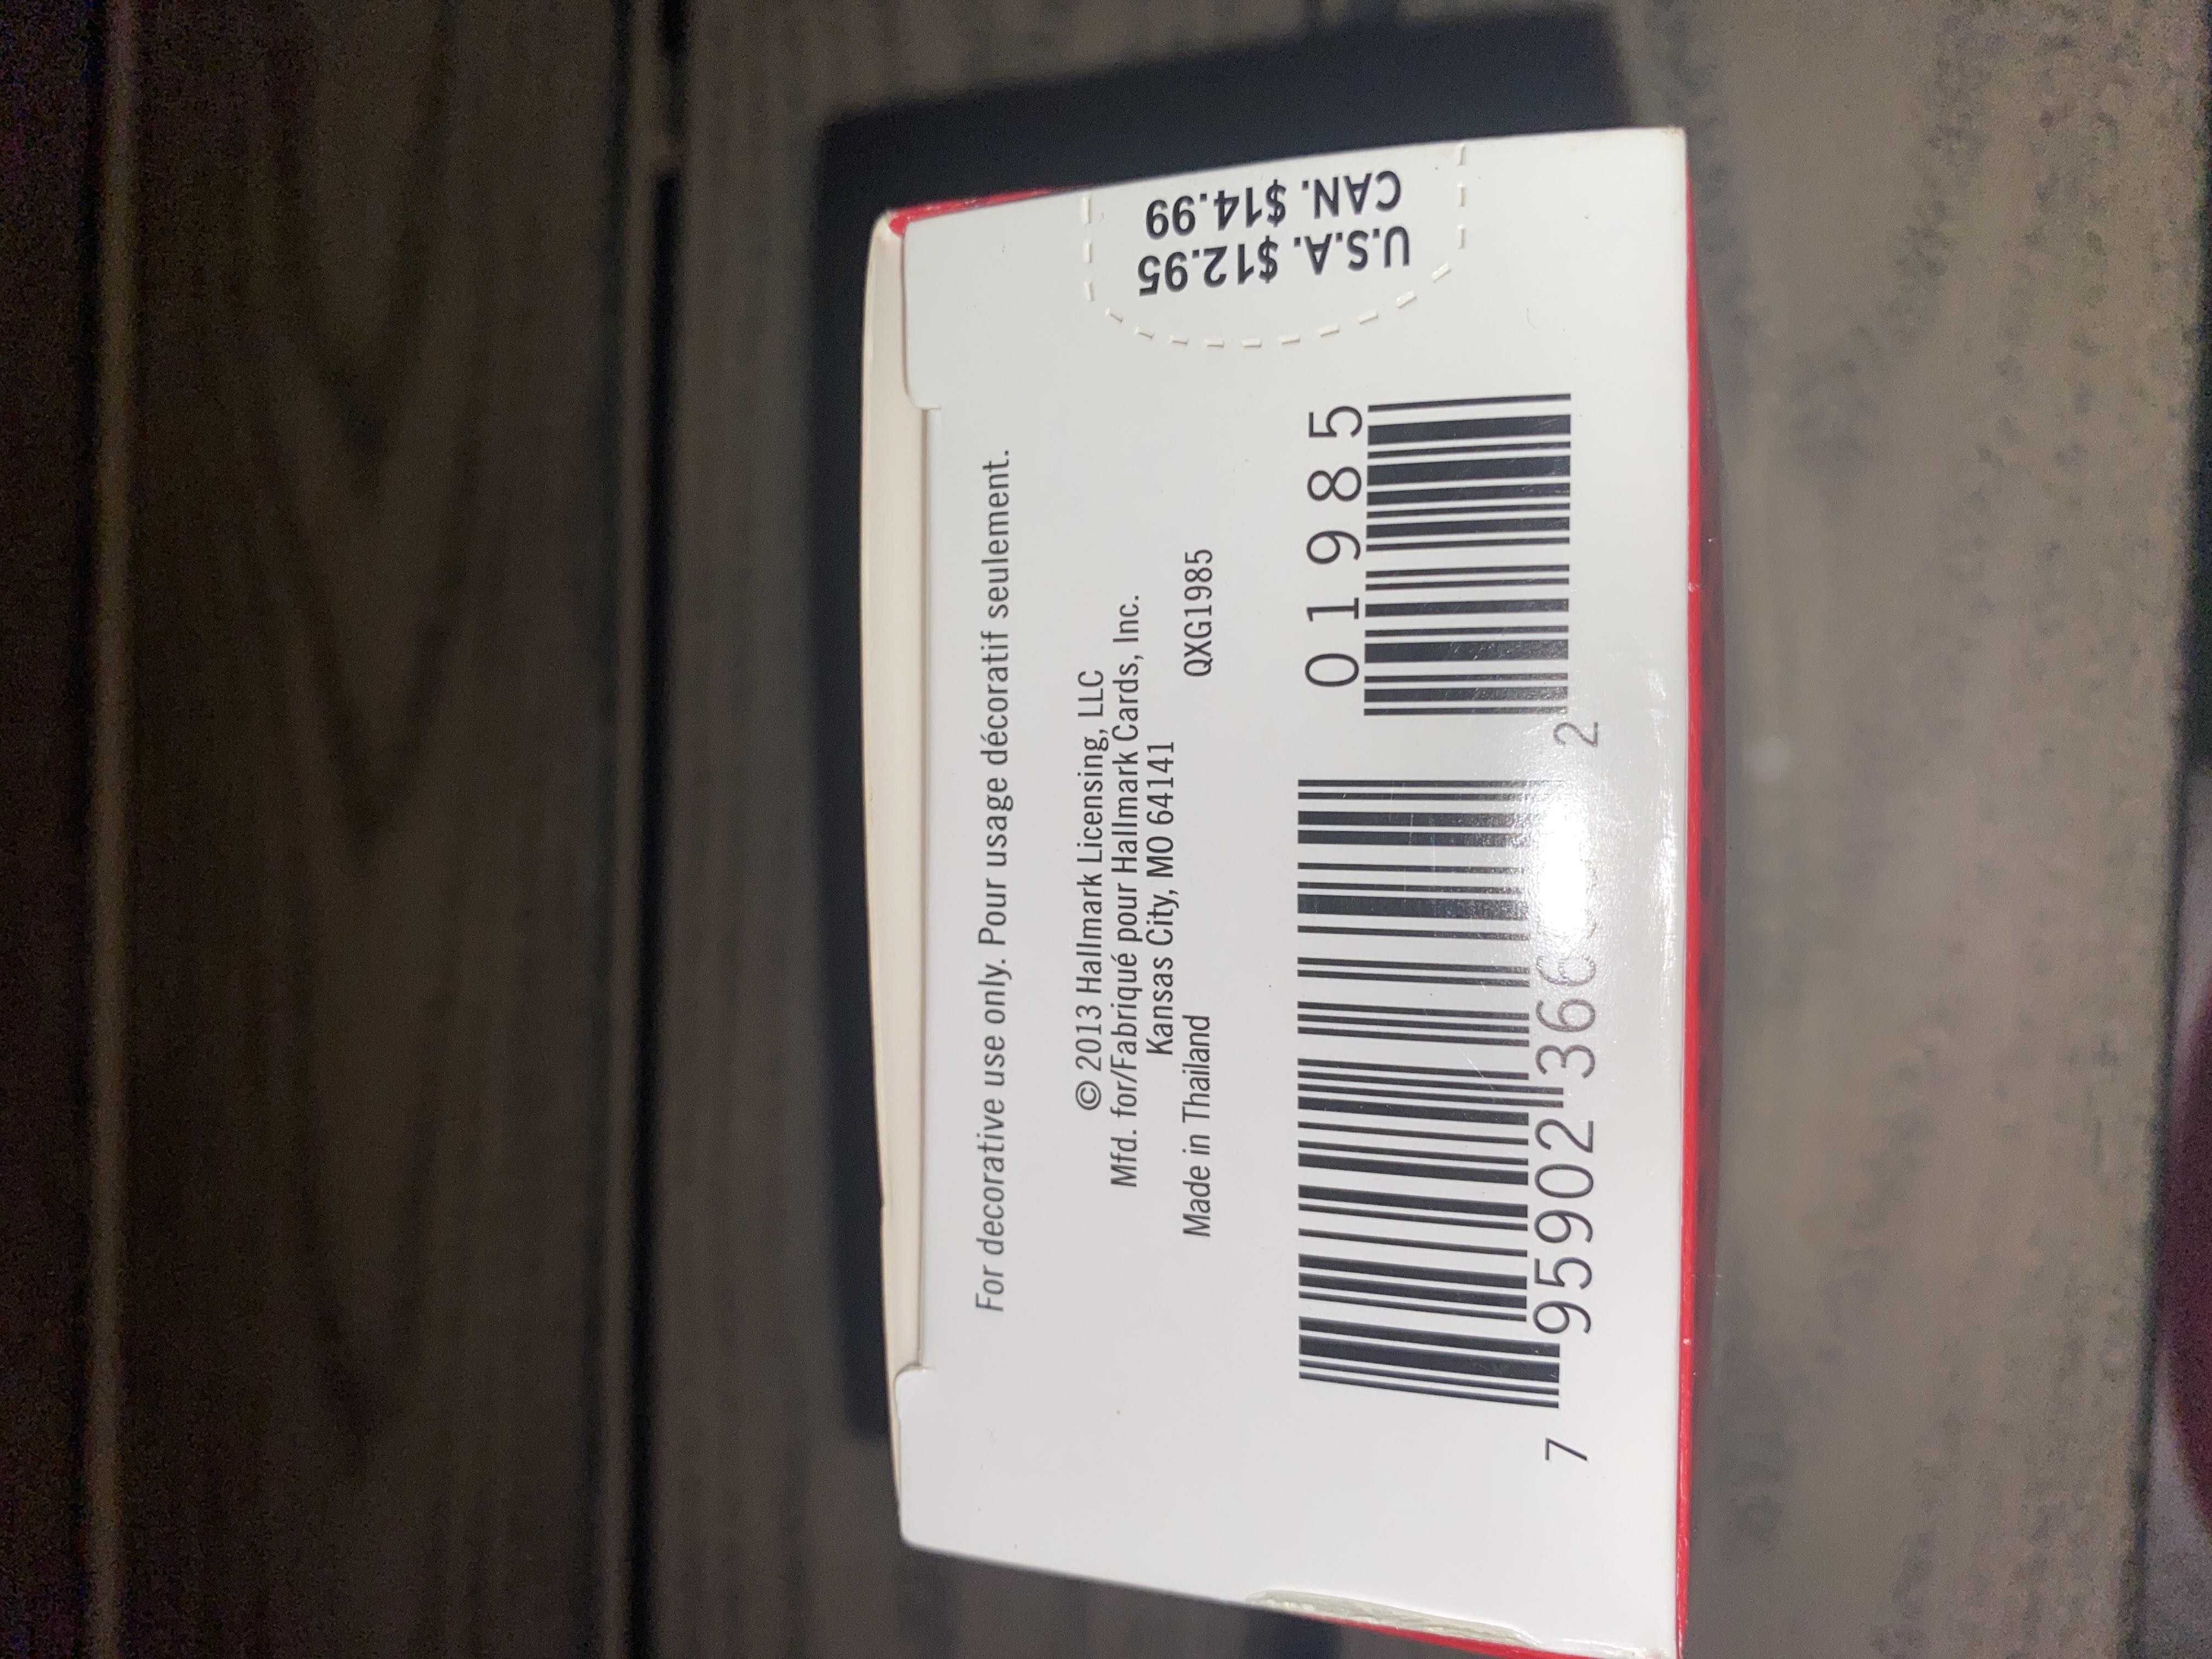 For decorative use only. Pour usage décoratif seulement.
© 2013 Hallmark Licensing, LLC
Mfd. for/Fabriqué pour Hallmark Cards, Inc.
Kansas City, MO 64141
Made in Thailand QXG1985
01985
7 95902 2
U.S.A. $12.95
CAN. $14.99